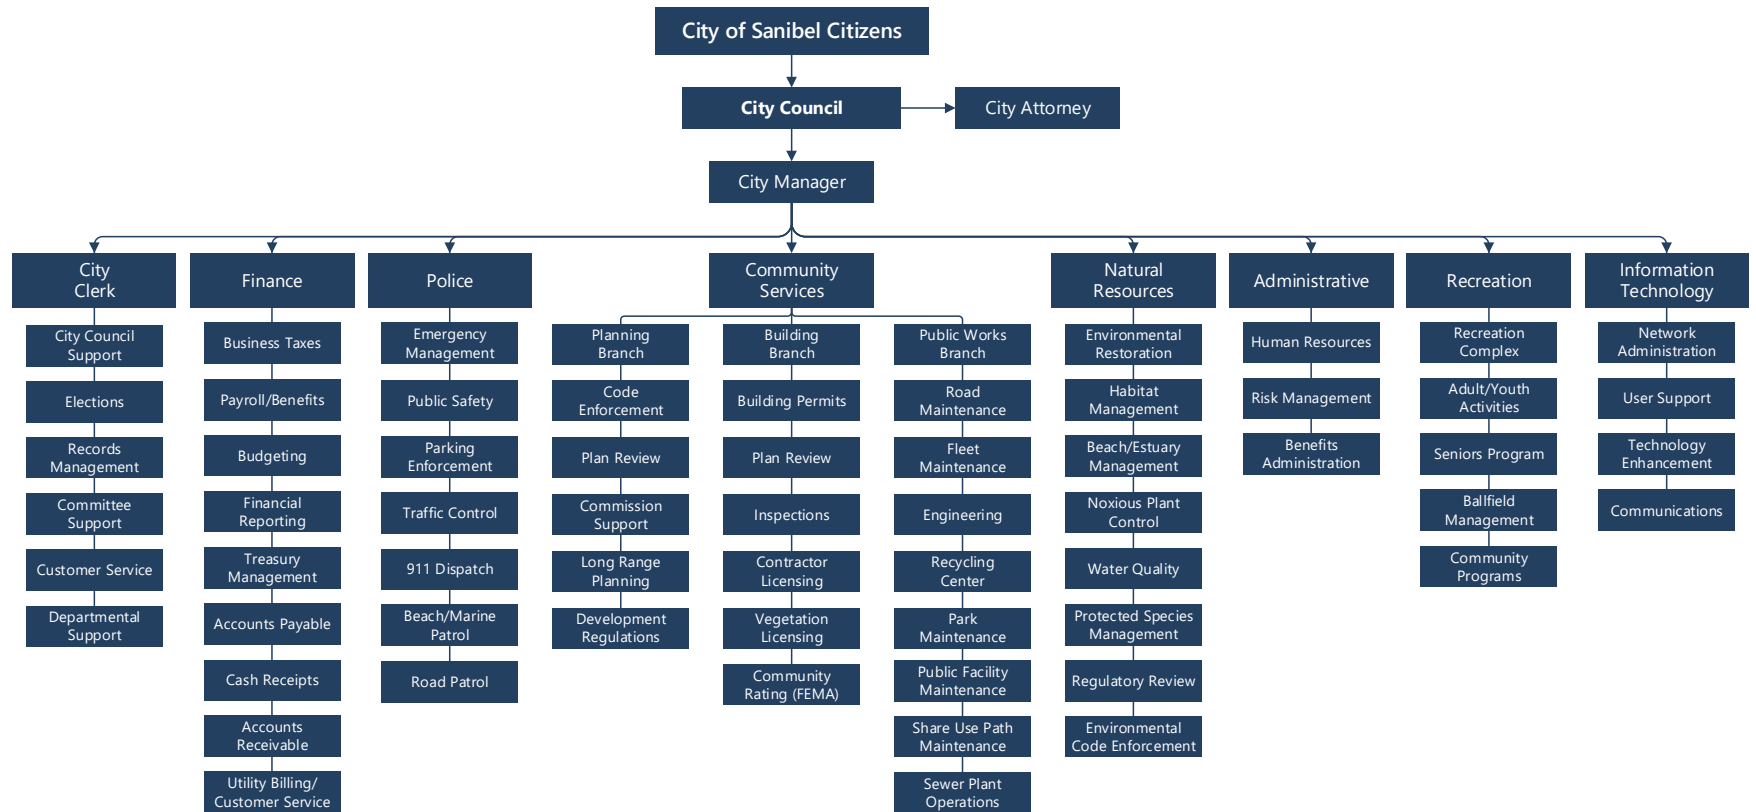 City of Sanibel Citizens
City Council
City Attorney
City Manager
City
Clerk
City Council
Support
Elections
Records
Management
Committee
Support
Customer Service
Departmental
Support
Finance
Business Taxes
Payroll/Benefits
Budgeting
Financial
Reporting
Treasury
Management
Accounts Payable
Cash Receipts
Accounts
Receivable
Utility Billing/
Customer Service
Police
Emergency
Management
Public Safety
Parking
Enforcement
Traffic Control
911 Dispatch
Beach/Marine
Patrol
Road Patrol
Community
Services
Planning
Branch
Code
Enforcement
Plan Review
Commission
Support
Long Range
Planning
Development
Regulations
Building
Branch
Building Permits
Plan Review
Inspections
Contractor
Licensing
Vegetation
Licensing
Community
Rating (FEMA)
Public Works
Branch
Road
Maintenance
Fleet
Maintenance
Engineering
Recycling
Center
Park
Maintenance
Public Facility
Maintenance
Share Use Path
Maintenance
Sewer Plant
Operations
Natural
Resources
Environmental
Restoration
Habitat
Management
Beach/Estuary
Management
Noxious Plant
Control
Water Quality
Protected Species
Management
Regulatory Review
Environmental
Code Enforcement
Administrative
Human Resources
Risk Management
Benefits
Administration
Recreation
Recreation
Complex
Adult/Youth
Activities
Seniors Program
Ballfield
Management
Community
Programs
Information
Technology
Network
Administration
User Support
Technology
Enhancement
Communications